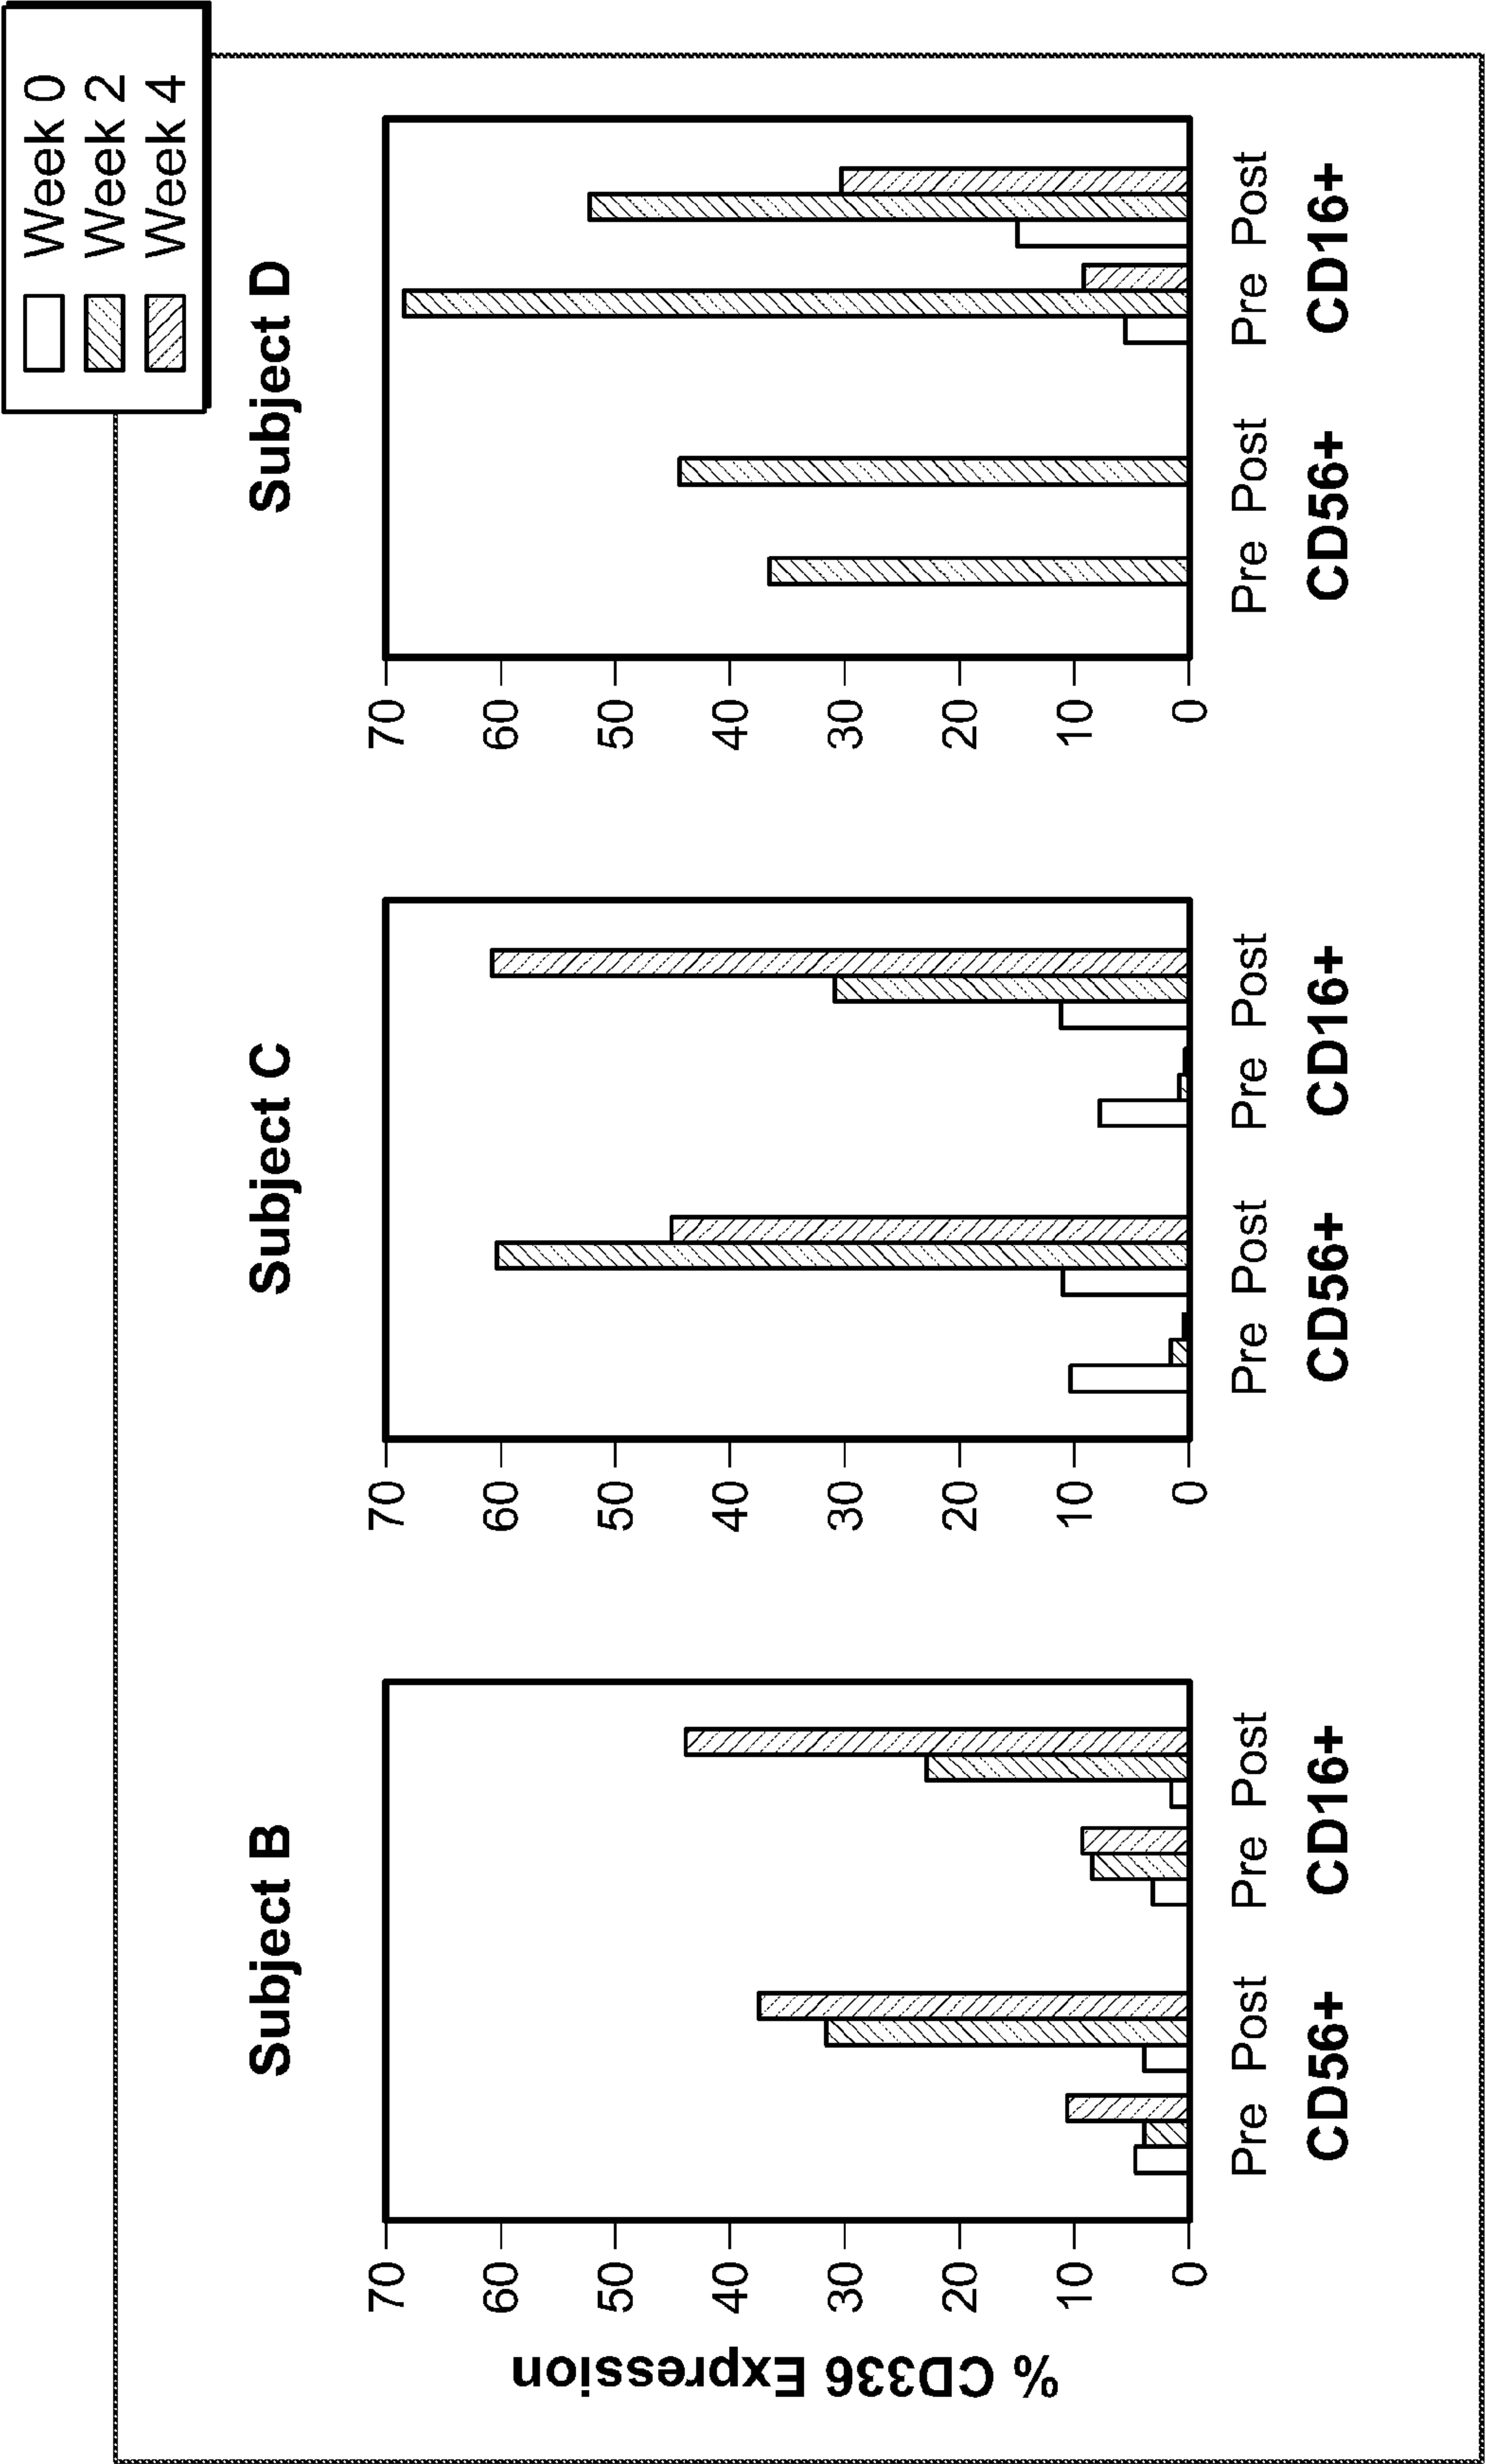 Week 0
Week 2
Week 4
Subject B
Subject C
Subject D
% CD336 Expression
70
60
50
40
30
20
10
0
Pre Post Pre Post
CD56+ CD16+
70
60
50
40
30
20
10
0
Pre Post Pre Post
CD56+ CD16+
70
60
50
40
30
20
10
0
Pre Post Pre Post
CD56+ CD16+